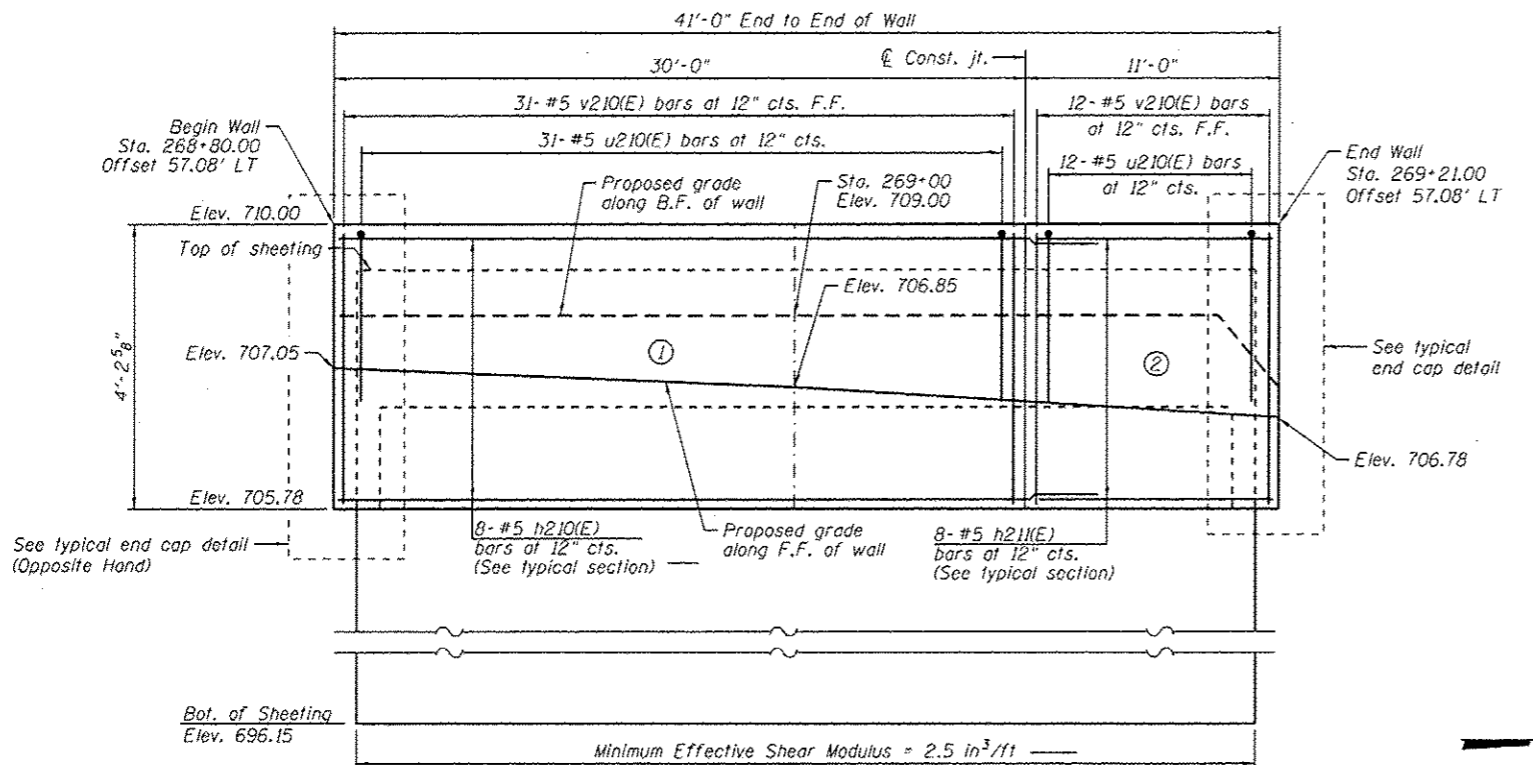 41'-0" End to End of Wall
30'-0"
℄ Const. jt.
11'-0"
31- #5 v210(E) bars at 12" cts. F.F.
12- #5 v210(E) bars
at 12" cts. F.F.
Begin Wall
Sta. 268+80.00
Offset 57.08' LT
31- #5 u210(E) bars at 12" cts.
12- #5 u210(E) bars
at 12" cts.
End Wall
Sta. 269+21.00
Offset 57.08' LT
Proposed grade
along B.F. of wall
Sta. 269+00
Elev. 709.00
Elev. 710.00
Top of sheeting
Elev. 706.85
4'-2⅝"
Elev. 707.05
1
2
See typical
end cap detail
Elev. 706.78
Elev. 705.78
See typical end cap detail
(Opposite Hand)
8- #5 h210(E)
bars at 12" cts.
(See typical section)
Proposed grade
along F.F. of wall
8- #5 h211(E)
bars at 12" cts.
(See typical section)
Bot. of Sheeting
Elev. 696.15
Minimum Effective Shear Modulus = 2.5 in³/ft